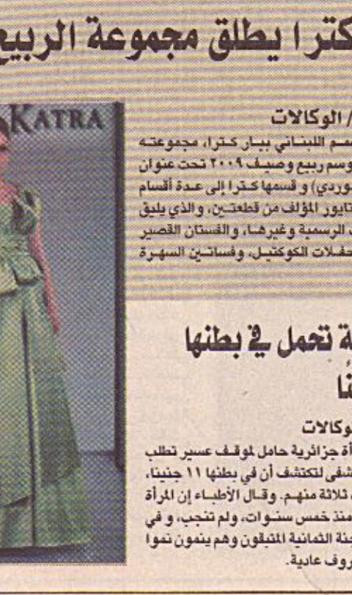 كترا يطلق مجموعة الربيع
KATRA
/ الوكالات
سمم اللبناني بيار كترا، مجموعته
وسم ربيع وصيف ٢٠٠٩ تحت عنوان
وردي) و قسمها كترا إلى عدة أقسام
تايور المؤلف من قطعتين، والذي يليق
الرسمية وغيرها، والفستان القصير
حفلات الكوكتيل، وفساتين السهرة
ة تحمل في بطنها
نًا
وكالات
أة جزائرية حامل لموقف عسير تطلب
شفى لتكتشف أن في بطنها ١١ جنينا،
ثلاثة منهم. وقال الأطباء إن المرأة
منذ خمس سنوات، ولم تنجب، و في
جنة الثمانية المتبقون وهم ينمون نموا
روف عادية.